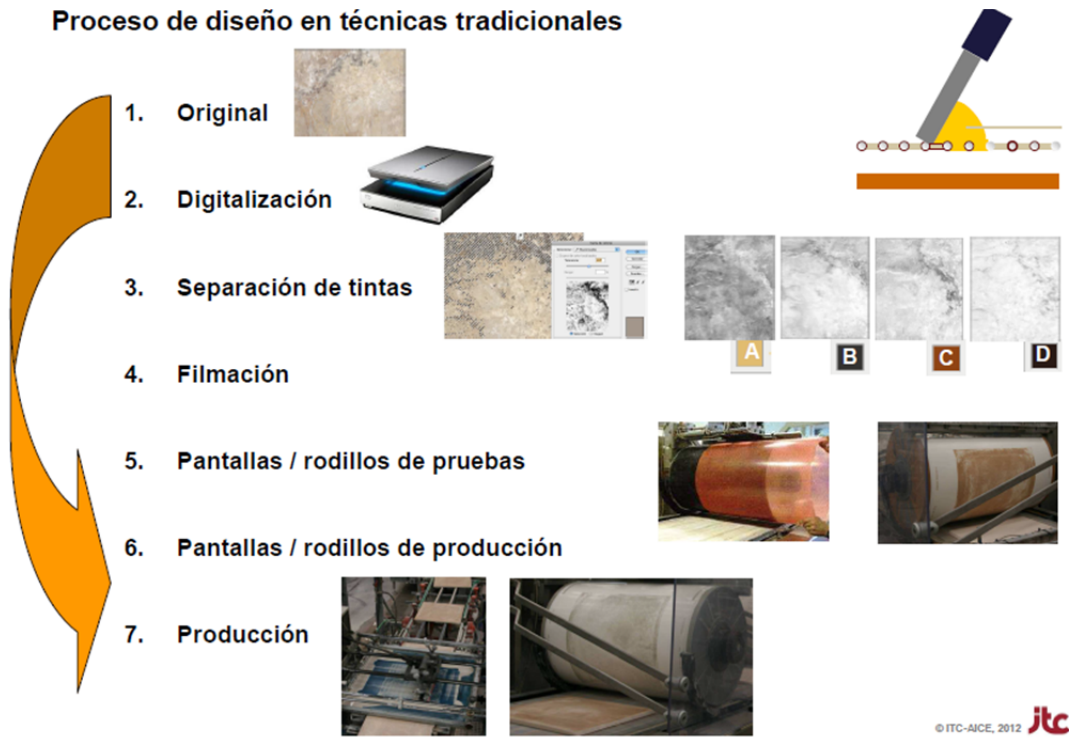 Proceso de diseño en técnicas tradicionales
1. Original
2. Digitalización
3. Separación de tintas
A B C D
4. Filmación
5. Pantallas / rodillos de pruebas
6. Pantallas / rodillos de producción
7. Producción
© ITC-AICE, 2012 itc